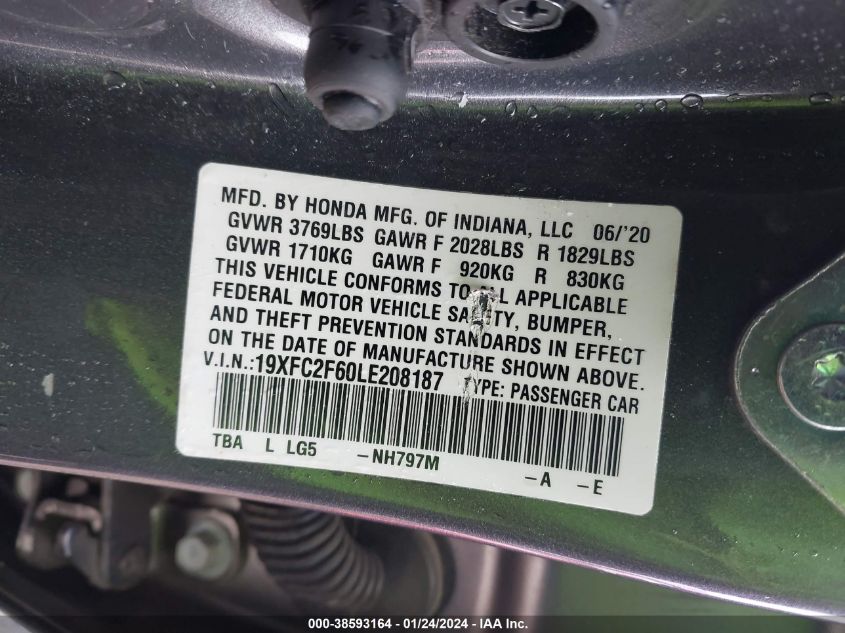 MFD. BY HONDA MFG. OF INDIANA, LLC 06/'20
GVWR 3769LBS GAWR F 2028LBS R 1829LBS
GVWR 1710KG GAWR F 920KG R 830KG
THIS VEHICLE CONFORMS TO APPLICABLE
FEDERAL MOTOR VEHICLE BUMPER,
AND THEFT PREVENTION STANDARDS IN EFFECT
ON THE DATE OF MANUFACTURE SHOWN ABOVE.
V.I.N.:19XFC2F60LE208187 TYPE: PASSENGER CAR
TBA L LG5 -NH797M -A -E
000-38593164 - 01/24/2024 - IAA Inc.